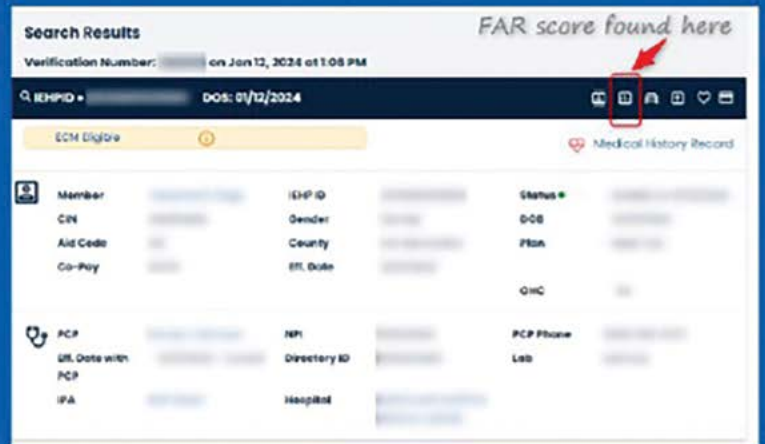 FAR score found here
Search Results
Verification Number: on Jan 12, 2024 at 1:05 PM
IEHPID • DOS: 01/12/2024
ECM Eligible
Medical History Record
Member IEHP ID Status
CIN Gender DOB
Aid Code County Plan
Co-Pay Eff. Date
OHC
PCP NPI PCP Phone
Eff. Date with PCP Directory ID Lab
IPA Hospital